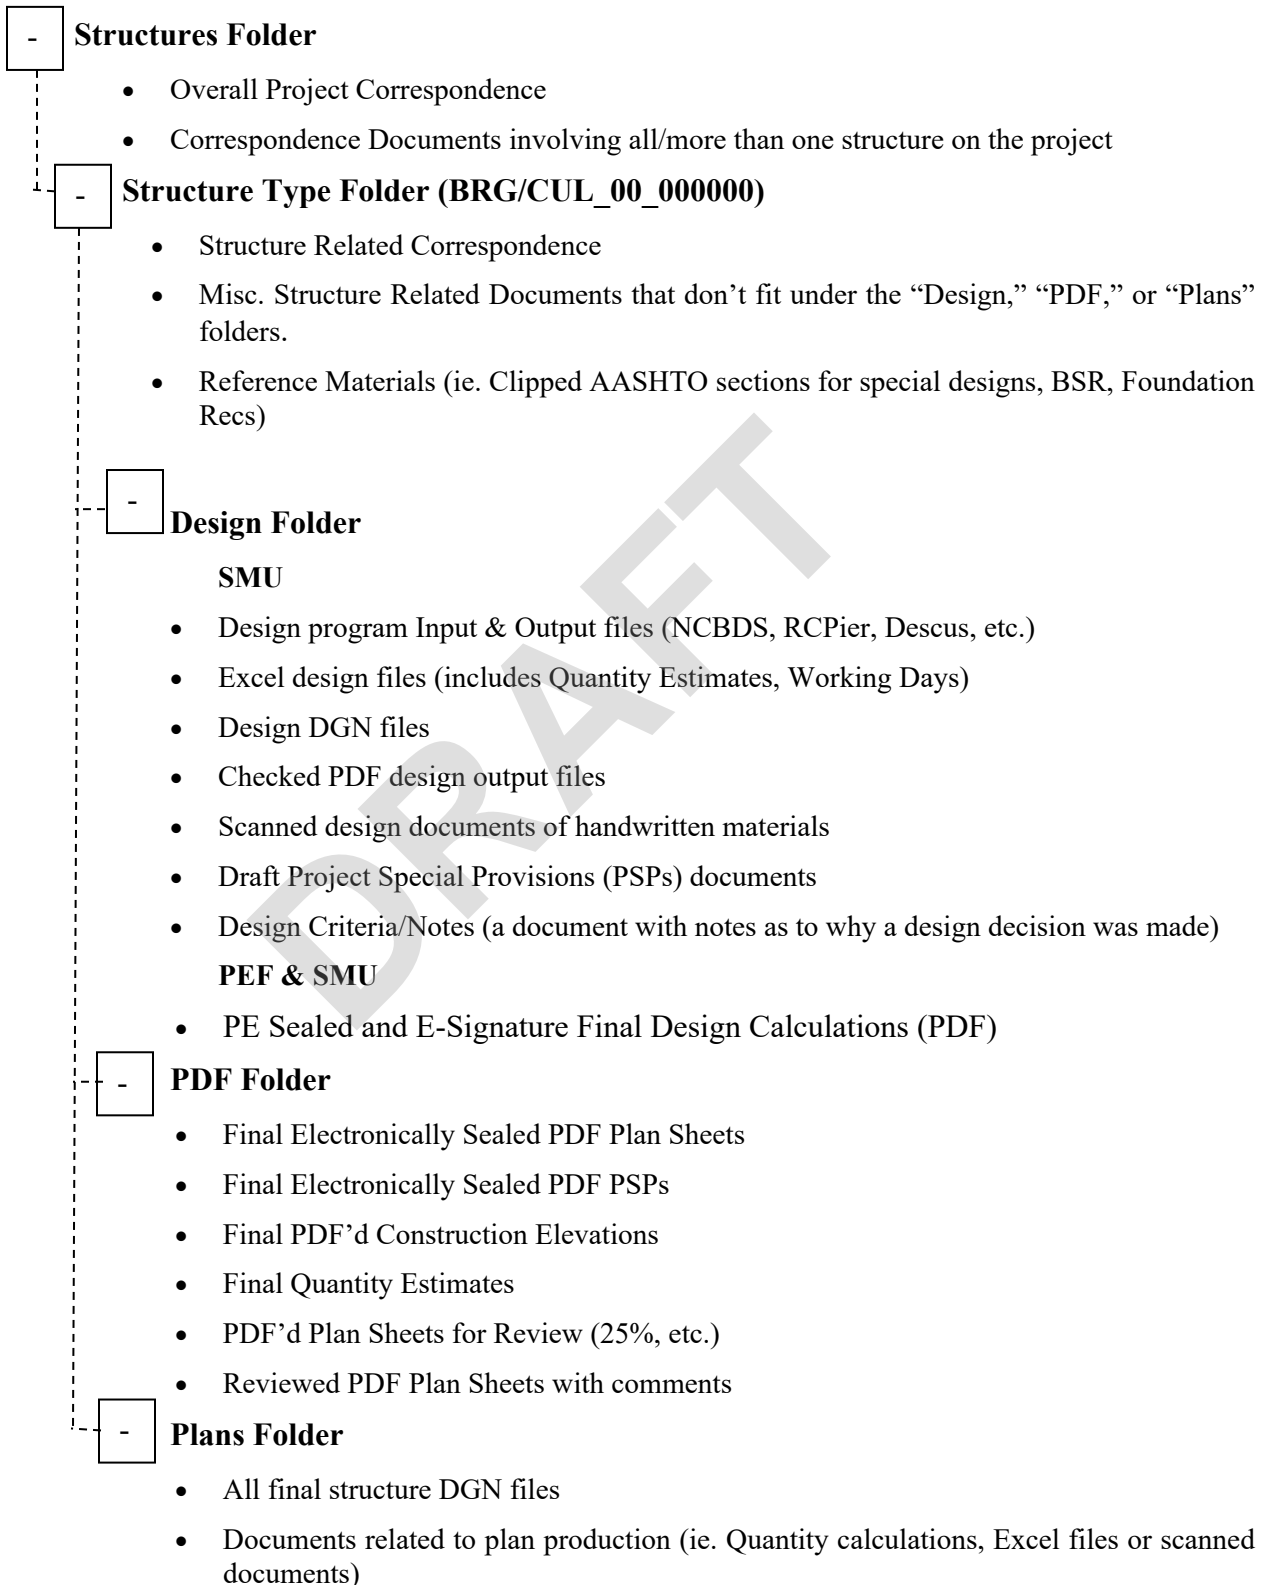 - Structures Folder
• Overall Project Correspondence
• Correspondence Documents involving all/more than one structure on the project
- Structure Type Folder (BRG/CUL_00_000000)
• Structure Related Correspondence
• Misc. Structure Related Documents that don’t fit under the “Design,” “PDF,” or “Plans”
folders.
• Reference Materials (ie. Clipped AASHTO sections for special designs, BSR, Foundation
Recs)
- Design Folder
SMU
• Design program Input & Output files (NCBDS, RCPier, Descus, etc.)
• Excel design files (includes Quantity Estimates, Working Days)
• Design DGN files
• Checked PDF design output files
• Scanned design documents of handwritten materials
• Draft Project Special Provisions (PSPs) documents
• Design Criteria/Notes (a document with notes as to why a design decision was made)
PEF & SMU
• PE Sealed and E-Signature Final Design Calculations (PDF)
- PDF Folder
• Final Electronically Sealed PDF Plan Sheets
• Final Electronically Sealed PDF PSPs
• Final PDF’d Construction Elevations
• Final Quantity Estimates
• PDF’d Plan Sheets for Review (25%, etc.)
• Reviewed PDF Plan Sheets with comments
- Plans Folder
• All final structure DGN files
• Documents related to plan production (ie. Quantity calculations, Excel files or scanned
documents)
DRAFT